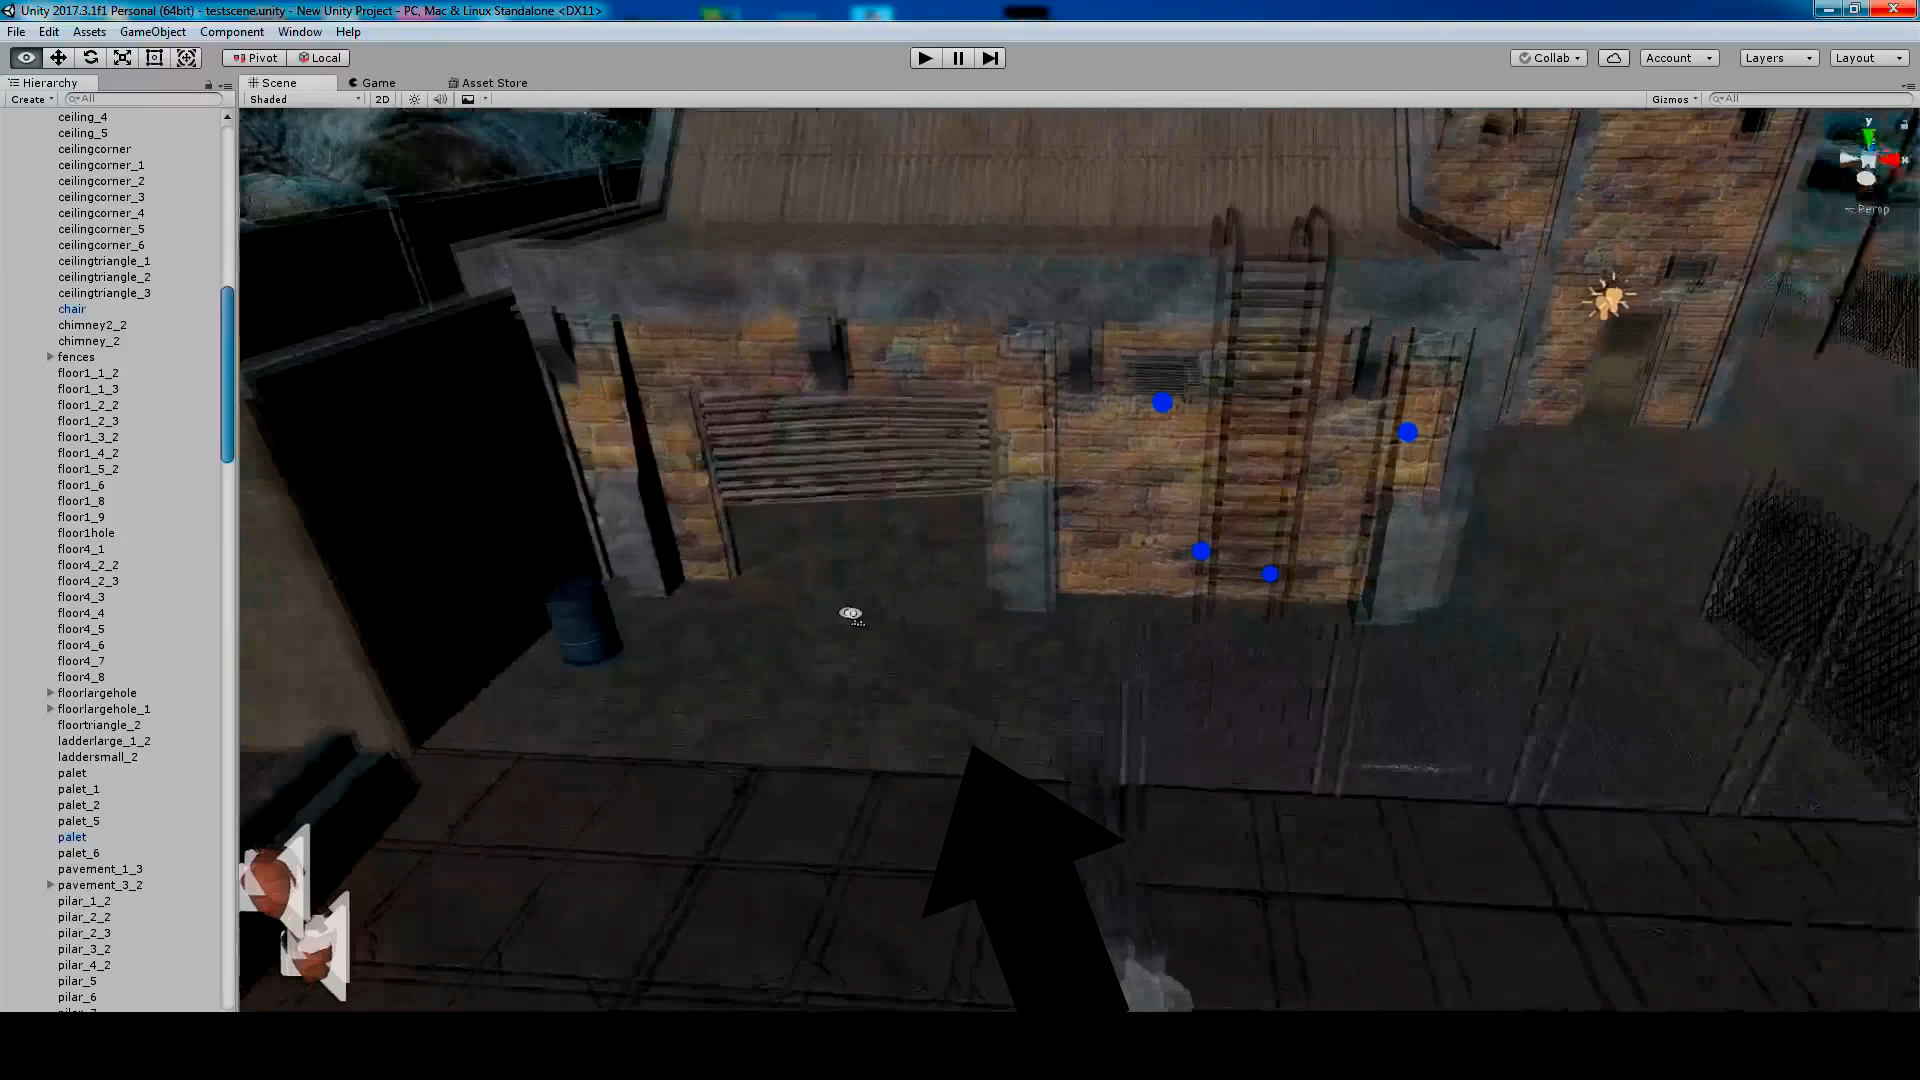 Unity 2017.3.1f1 Personal (64bit) - testscene.unity - New Unity Project - PC, Mac & Linux Standalone <DX11>
File Edit Assets GameObject Component Window Help
Pivot Local Collab Account Layers Layout
Hierarchy Scene Game Asset Store
Create All Shaded 2D Gizmos All
ceiling_4
ceiling_5
ceilingcorner
ceilingcorner_1
ceilingcorner_2
ceilingcorner_3
ceilingcorner_4
ceilingcorner_5
ceilingcorner_6
ceilingtriangle_1
ceilingtriangle_2
ceilingtriangle_3
chair
chimney2_2
chimney_2
fences
floor1_1_2
floor1_1_3
floor1_2_2
floor1_2_3
floor1_3_2
floor1_4_2
floor1_5_2
floor1_6
floor1_8
floor1_9
floor1hole
floor4_1
floor4_2_2
floor4_2_3
floor4_3
floor4_4
floor4_5
floor4_6
floor4_7
floor4_8
floorlargehole
floorlargehole_1
floortriangle_2
ladderlarge_1_2
laddersmall_2
palet
palet_1
palet_2
palet_5
palet
palet_6
pavement_1_3
pavement_3_2
pilar_1_2
pilar_2_2
pilar_2_3
pilar_3_2
pilar_4_2
pilar_5
pilar_6
y
x
Persp